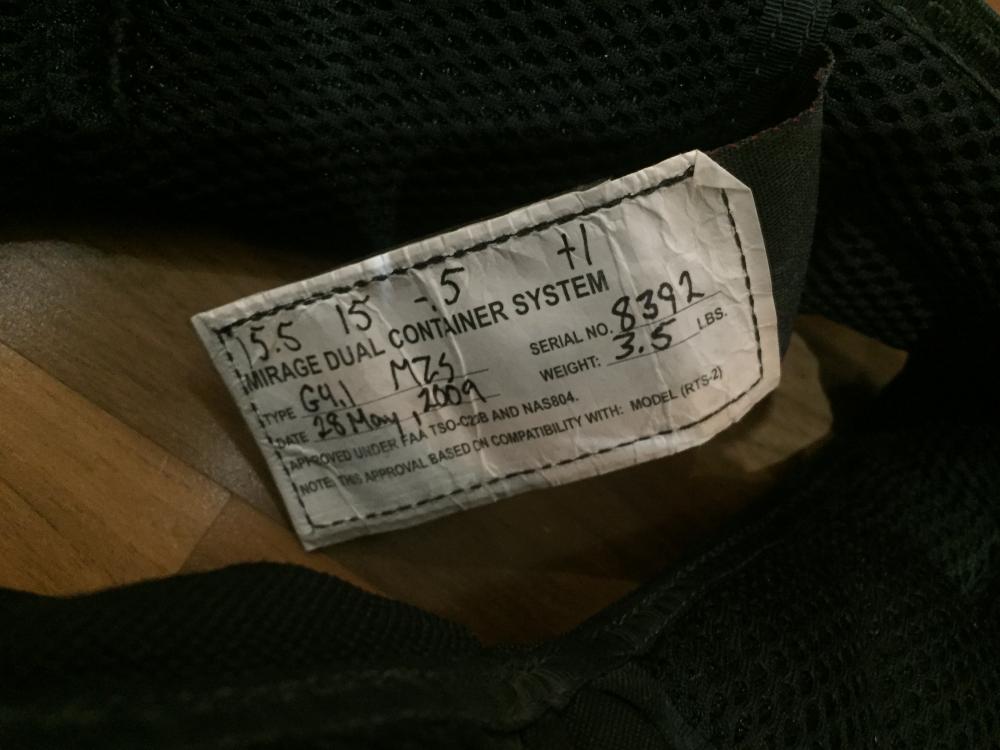 15.5 15 -.5 +1
MIRAGE DUAL CONTAINER SYSTEM
TYPE G4.1 MZS SERIAL NO. 8392
DATE 28 May, 2009 WEIGHT: 3.5 LBS.
APPROVED UNDER FAA TSO-C23B AND NAS804.
NOTE: THIS APPROVAL BASED ON COMPATIBILITY WITH: MODEL (RTS-2)